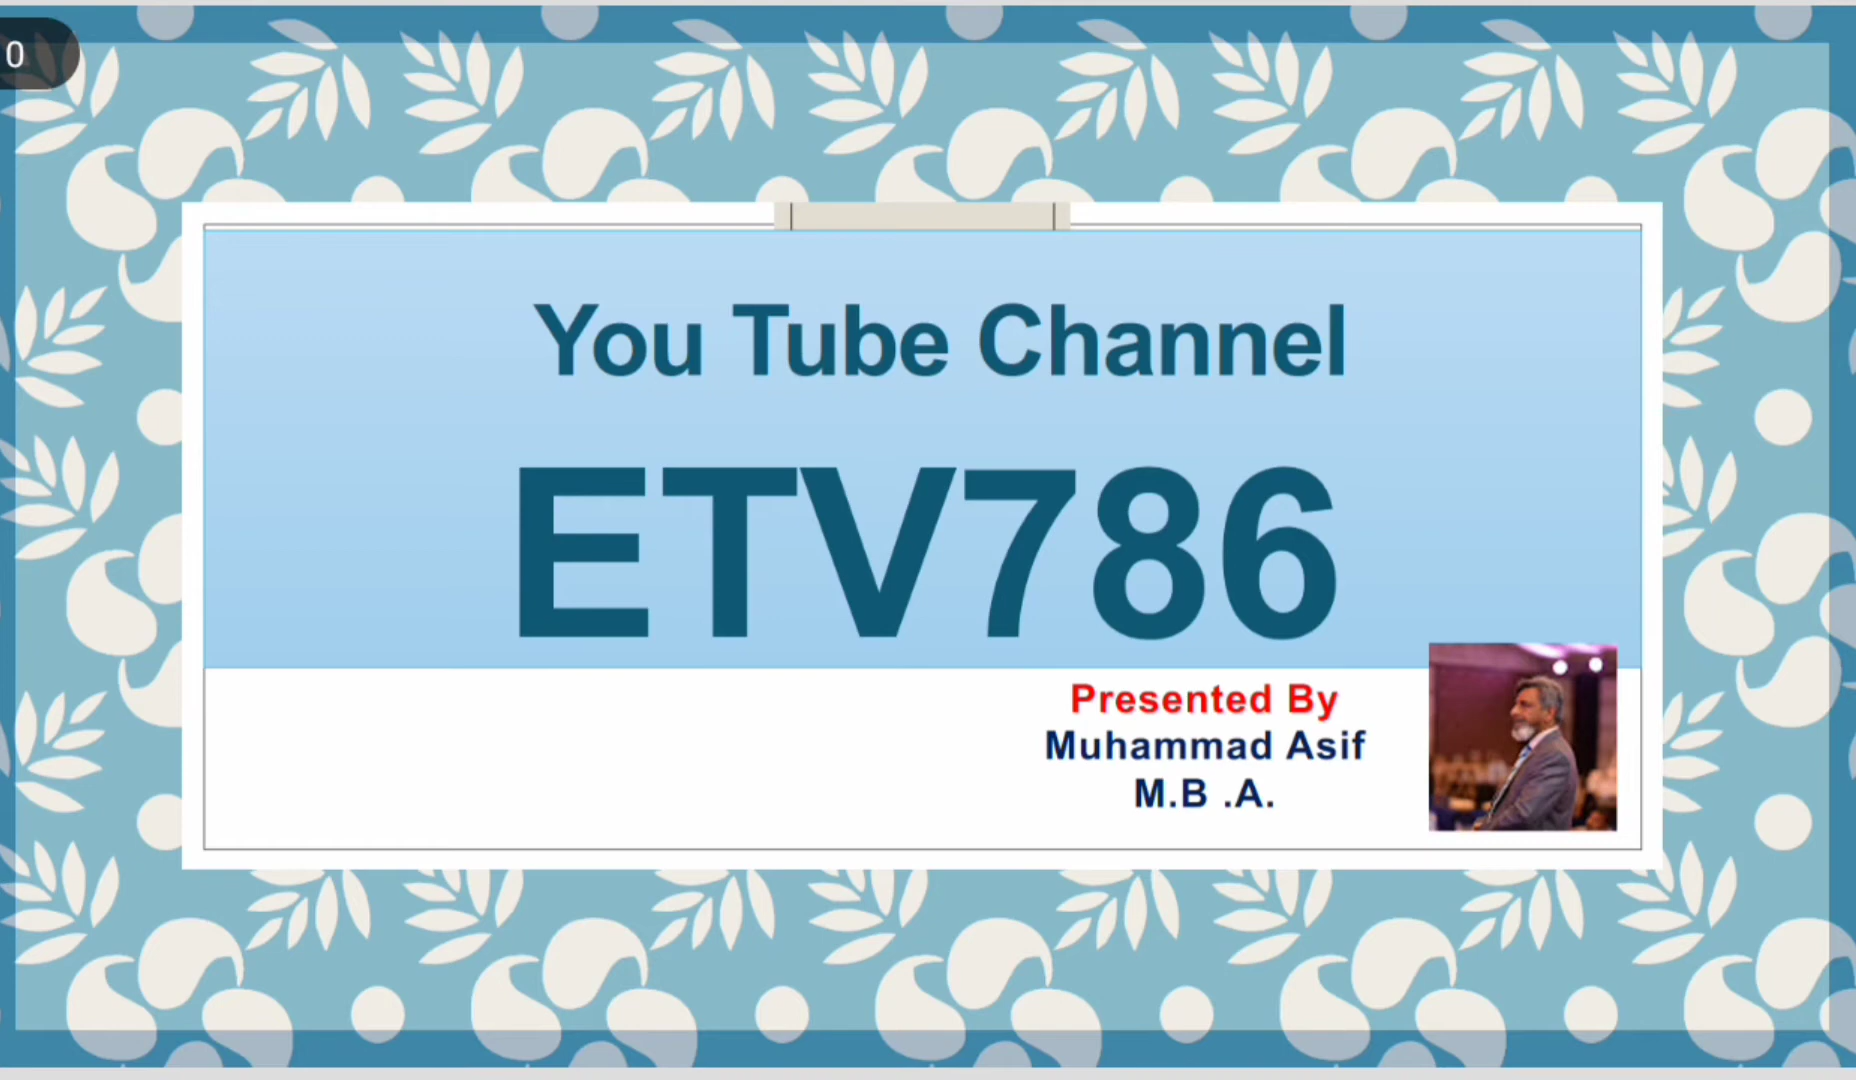 0
You Tube Channel
ETV786
Presented By
Muhammad Asif
M.B .A.